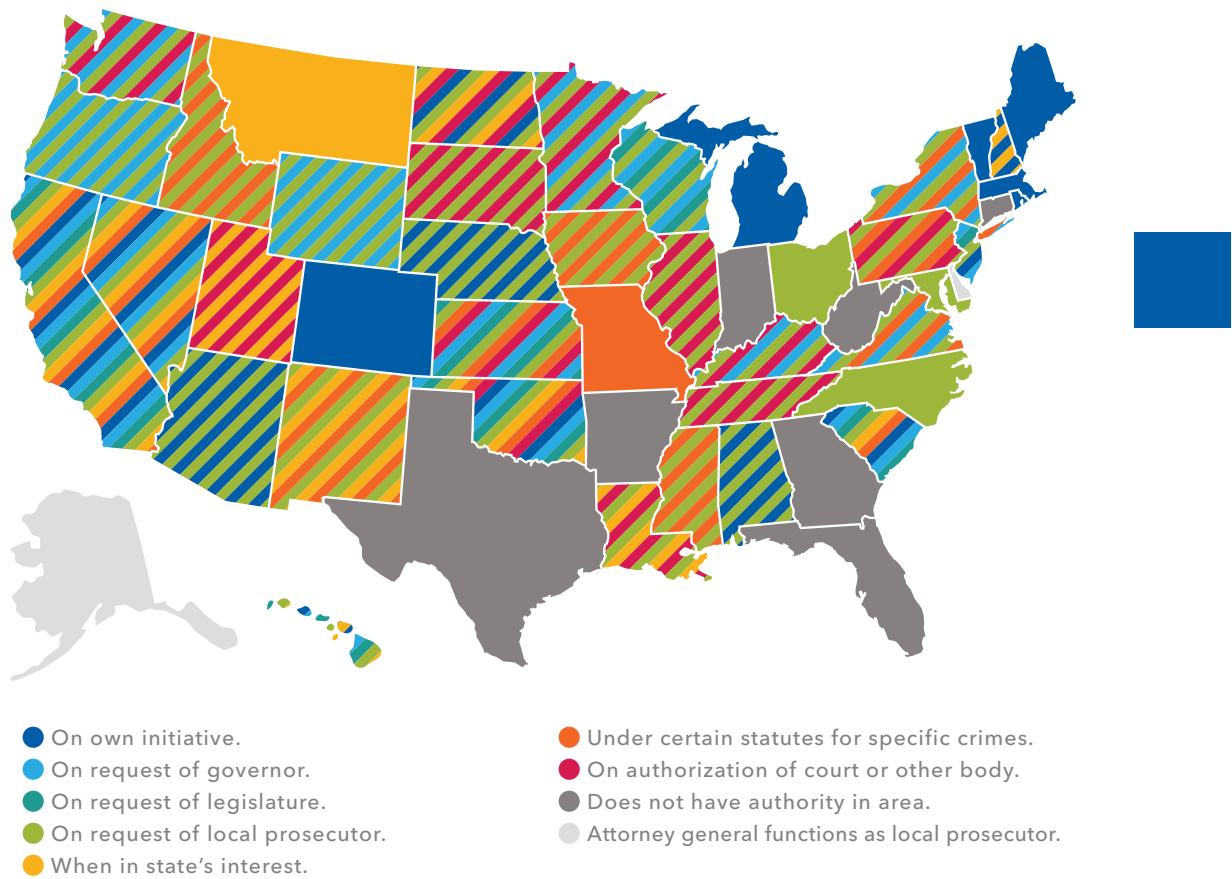 On own initiative.
On request of governor.
On request of legislature.
On request of local prosecutor.
When in state’s interest.
Under certain statutes for specific crimes.
On authorization of court or other body.
Does not have authority in area.
Attorney general functions as local prosecutor.